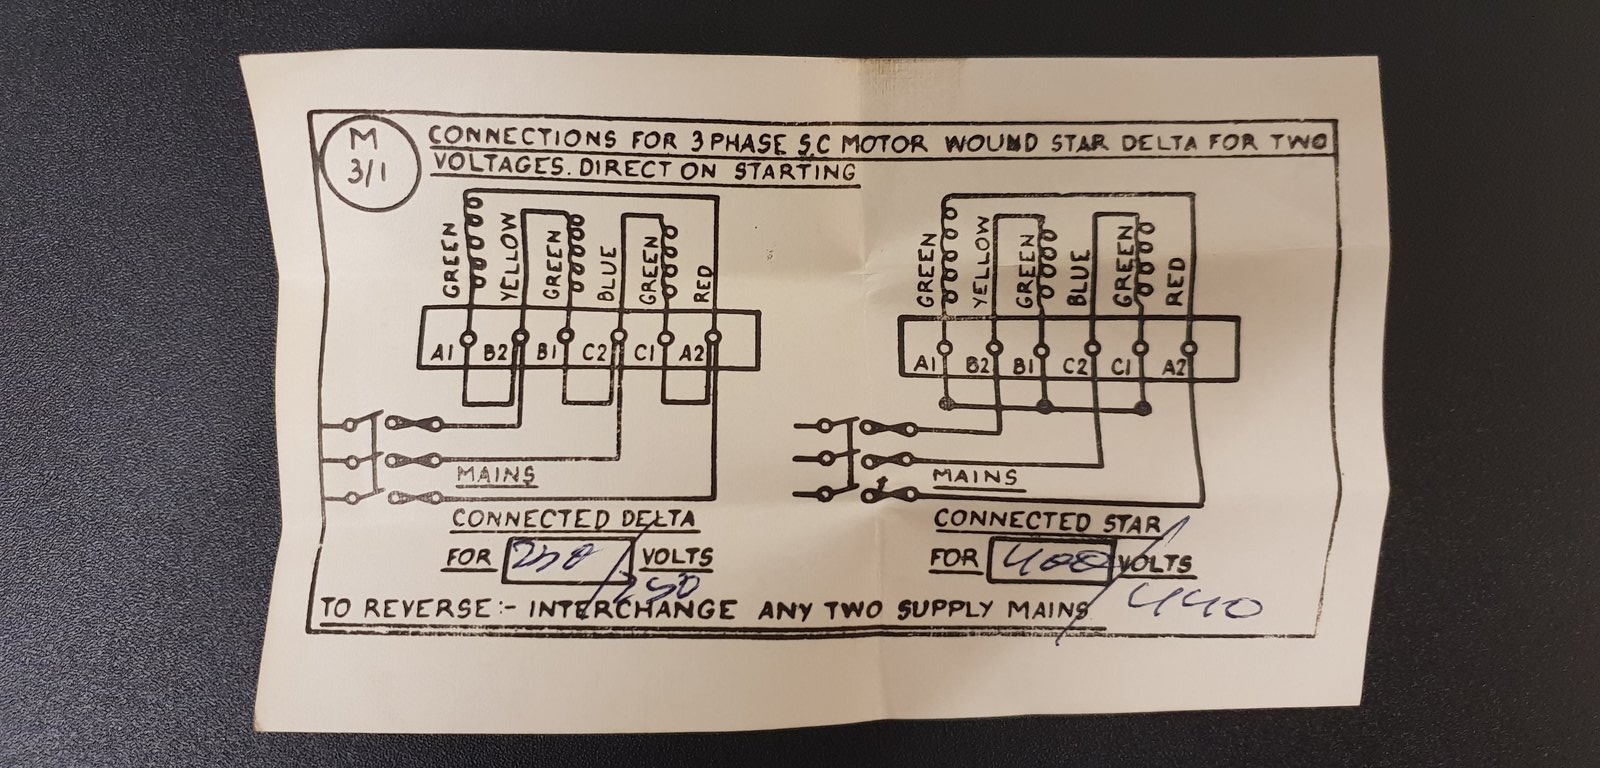 M
3/1
CONNECTIONS FOR 3 PHASE S.C MOTOR WOUND STAR DELTA FOR TWO
VOLTAGES. DIRECT ON STARTING
GREEN YELLOW GREEN BLUE GREEN RED
A1 B2 B1 C2 C1 A2
MAINS
CONNECTED DELTA
FOR 250 / VOLTS
250
GREEN YELLOW GREEN BLUE GREEN RED
A1 B2 B1 C2 C1 A2
MAINS
CONNECTED STAR
FOR 400 / VOLTS
440
TO REVERSE:- INTERCHANGE ANY TWO SUPPLY MAINS